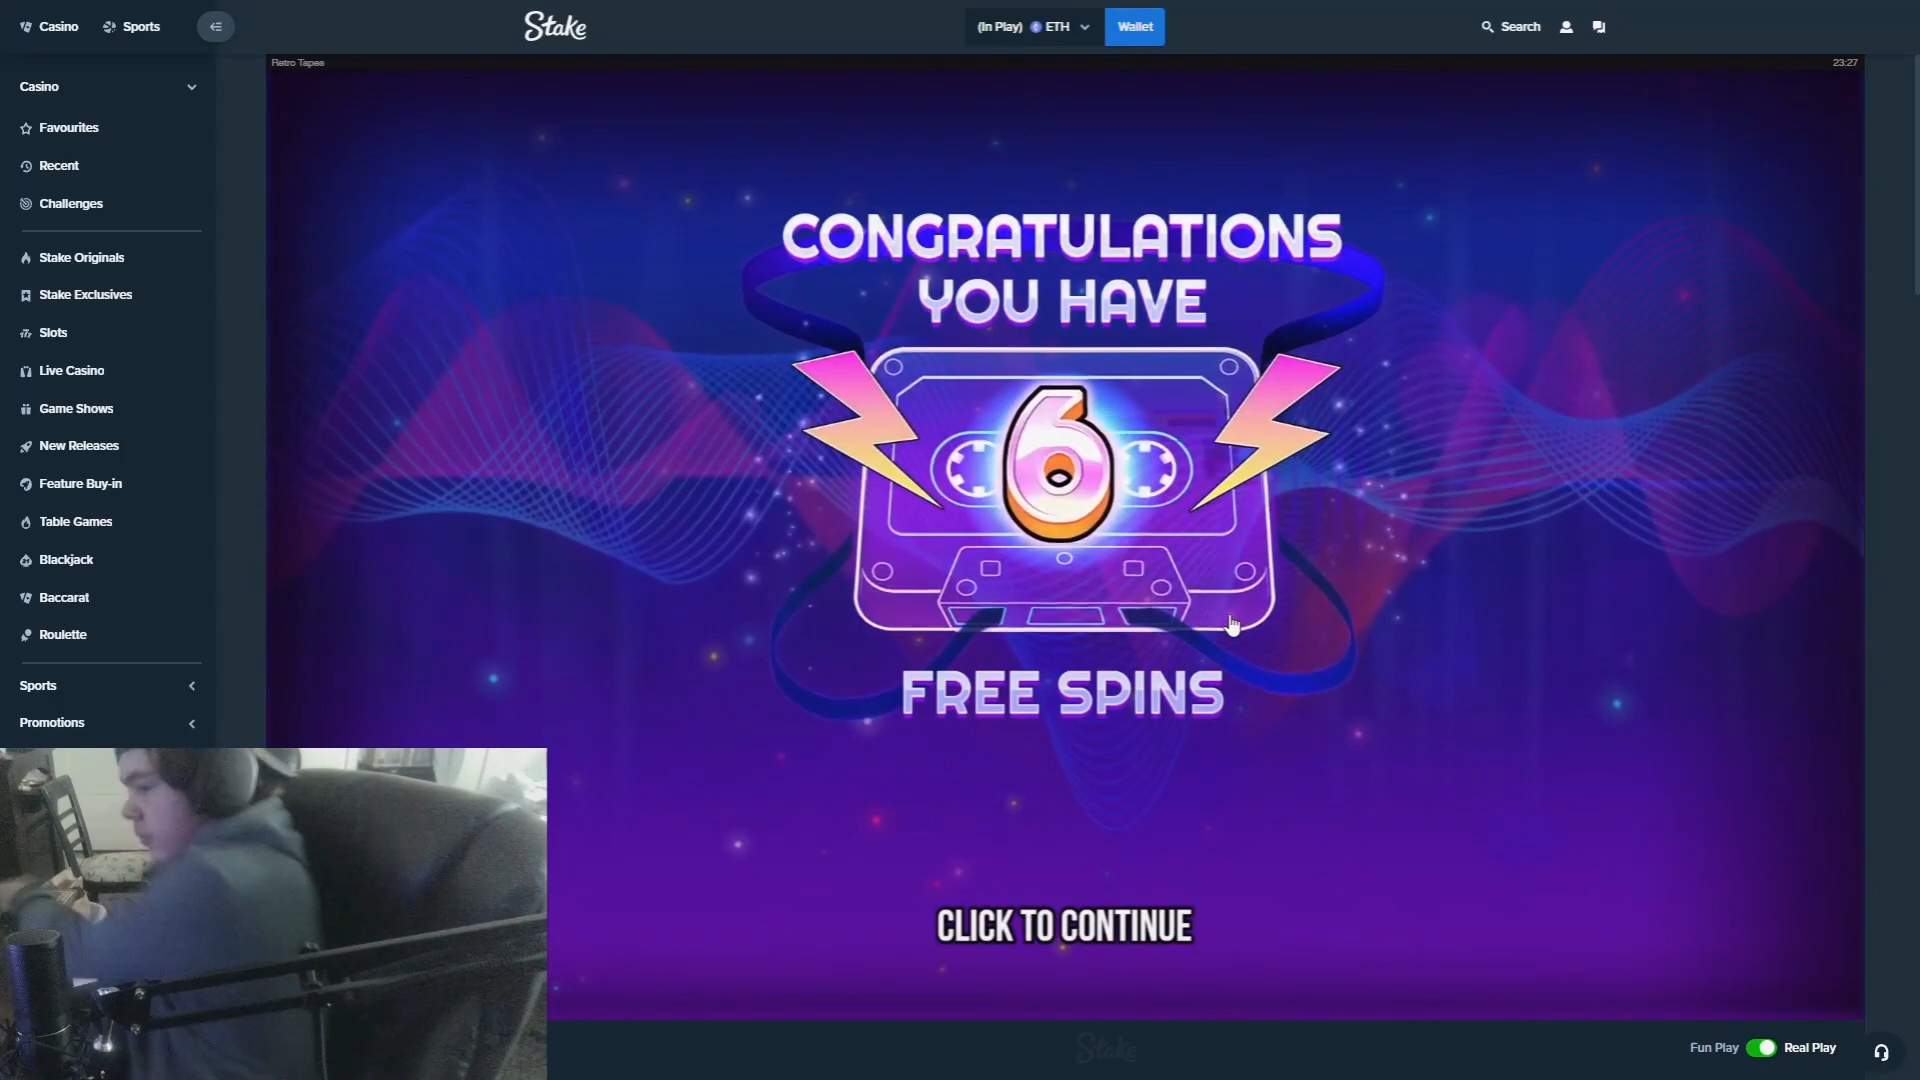 Casino
Sports
Stake
(In Play) ETH
Wallet
Search
Retro Tapes
23:27
Casino
Favourites
Recent
Challenges
Stake Originals
Stake Exclusives
Slots
Live Casino
Game Shows
New Releases
Feature Buy-in
Table Games
Blackjack
Baccarat
Roulette
Sports
Promotions
CONGRATULATIONS
YOU HAVE
6
FREE SPINS
CLICK TO CONTINUE
Stake
Fun Play
Real Play